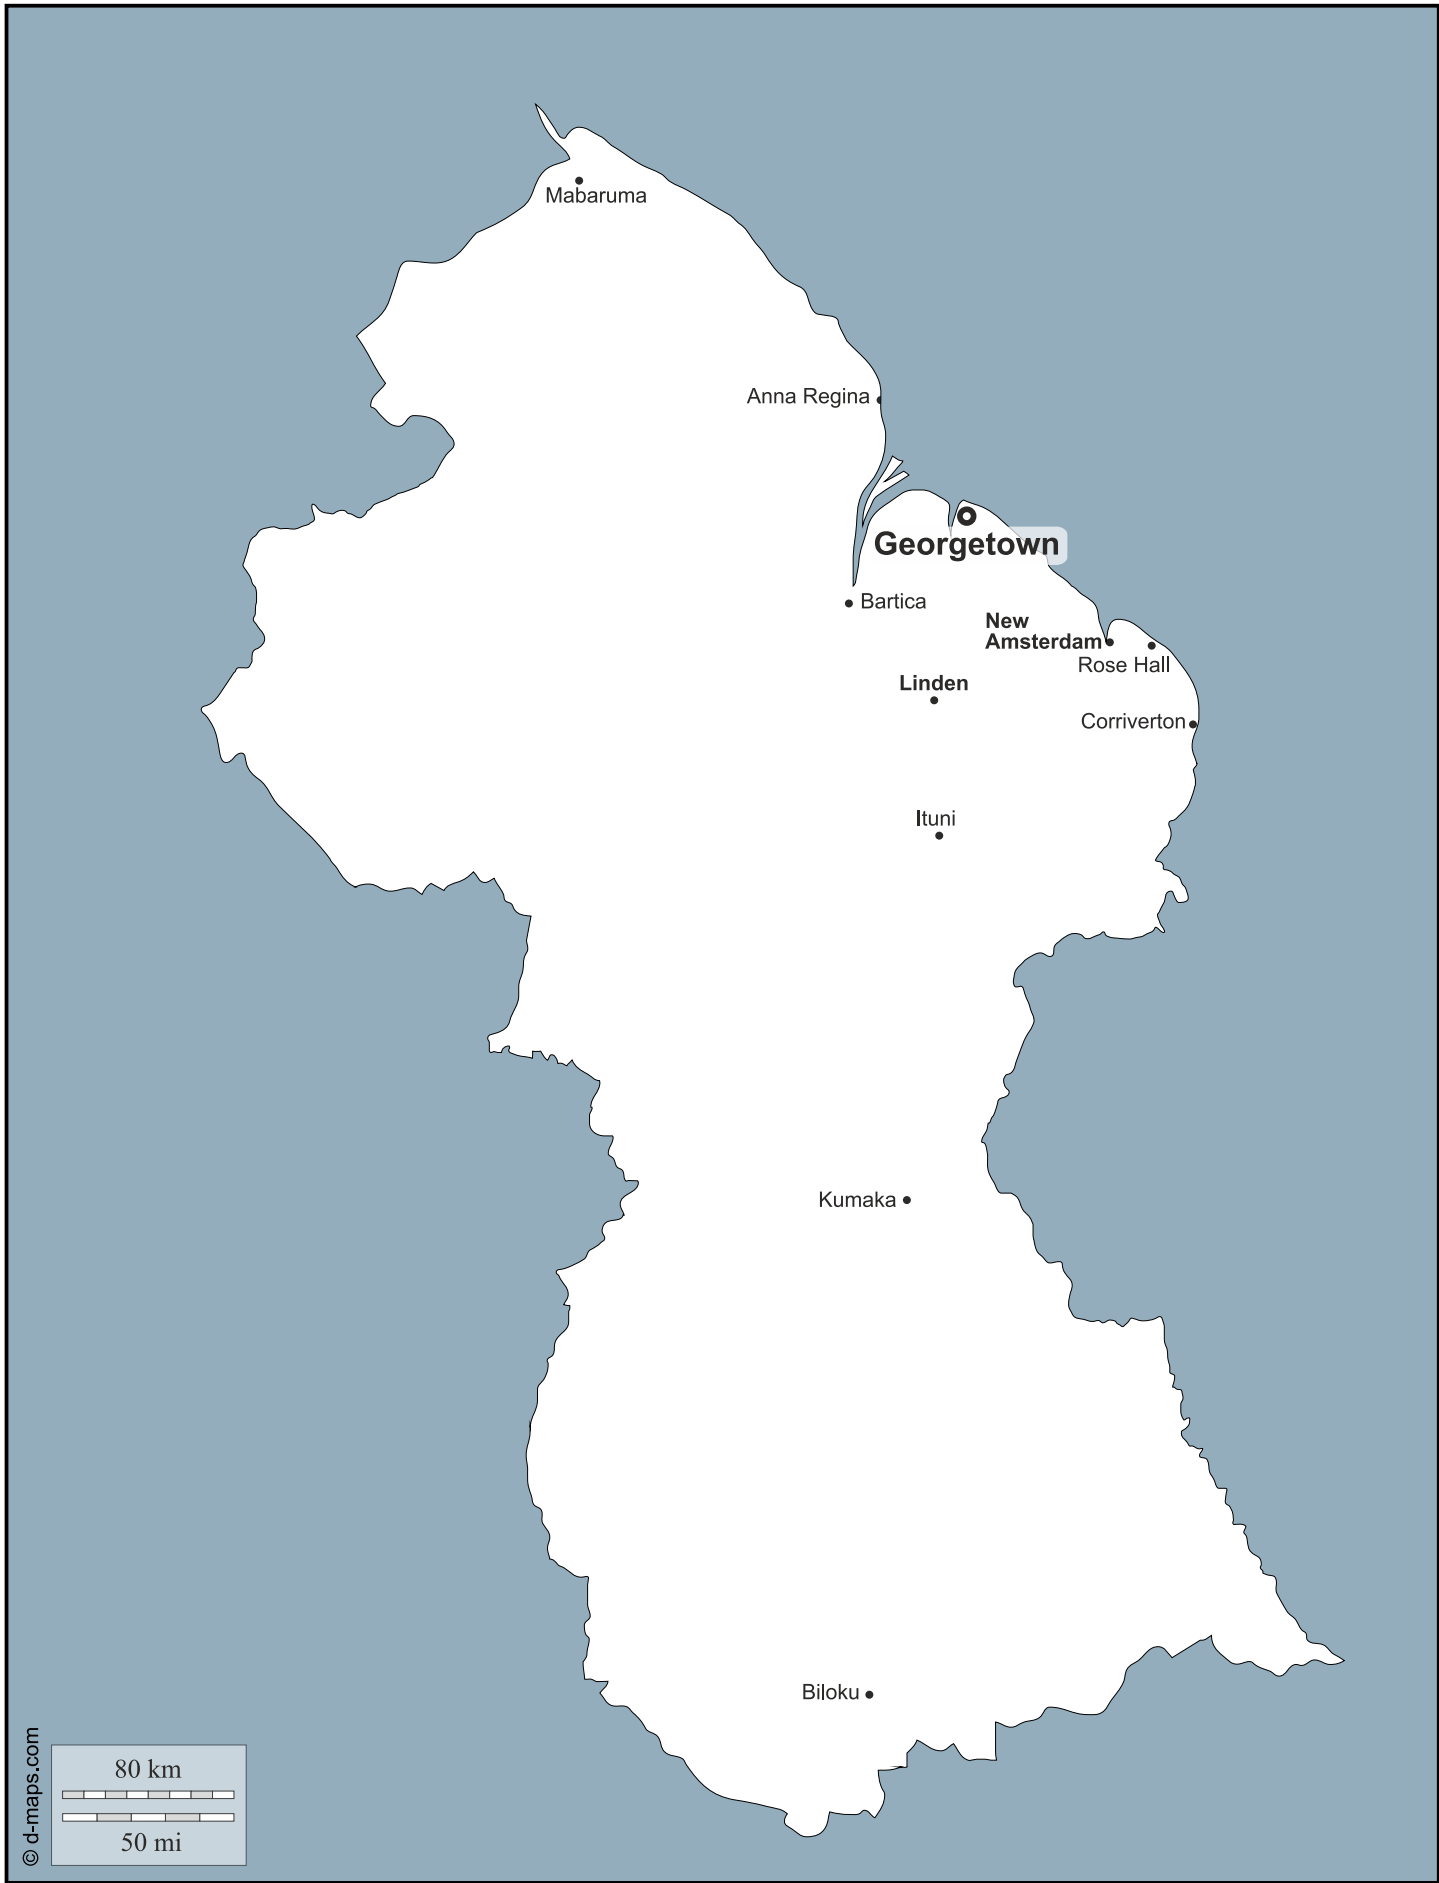 Mabaruma
Anna Regina
Georgetown
Bartica
New
Amsterdam
Rose Hall
Linden
Corriverton
Ituni
Kumaka
Biloku
80 km
50 mi
© d-maps.com